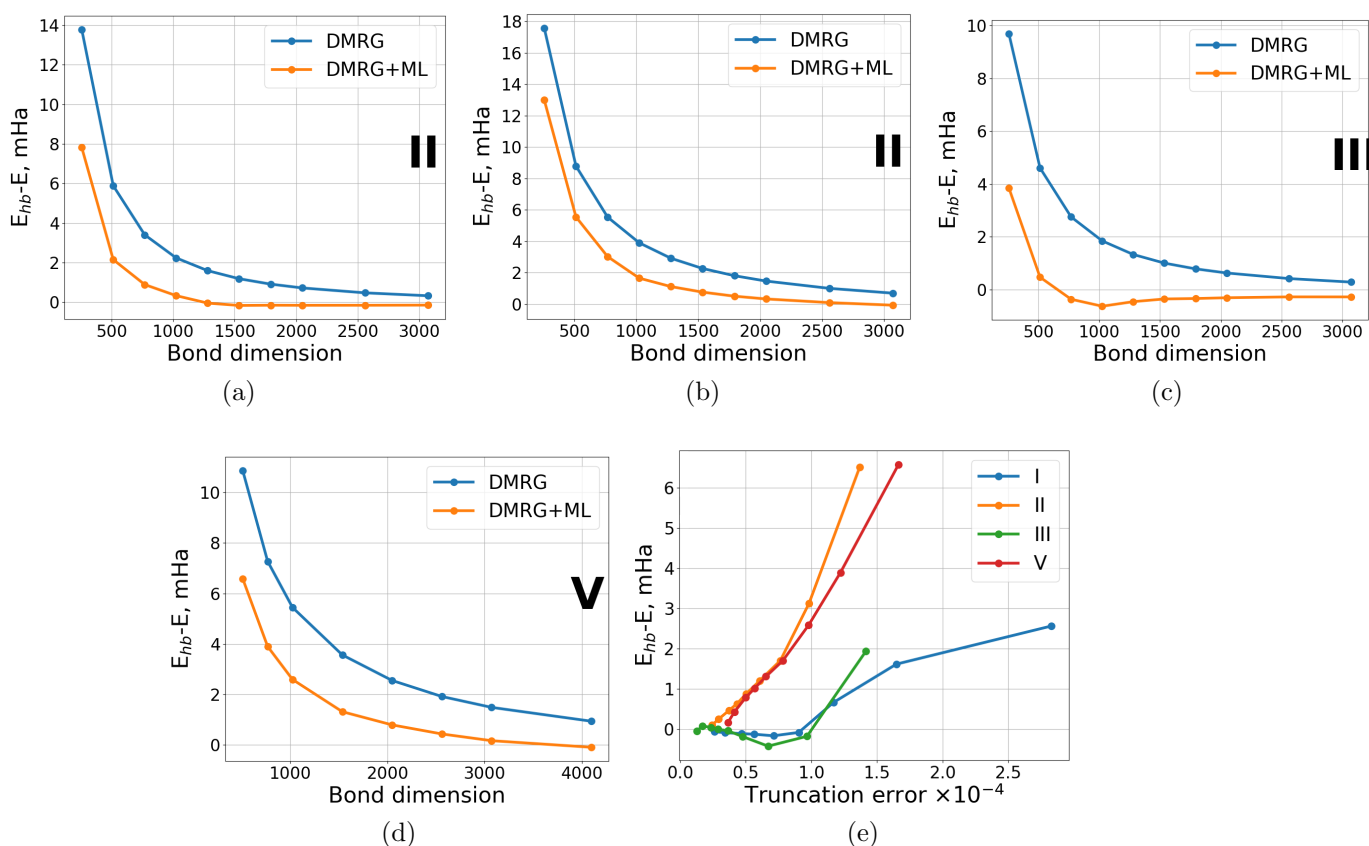 14
12
10
8
6
4
2
0
E_hb-E, mHa
DMRG
DMRG+ML
II
500 1000 1500 2000 2500 3000
Bond dimension
(a)
18
16
14
12
10
8
6
4
2
0
E_hb-E, mHa
DMRG
DMRG+ML
II
500 1000 1500 2000 2500 3000
Bond dimension
(b)
10
8
6
4
2
0
E_hb-E, mHa
DMRG
DMRG+ML
III
500 1000 1500 2000 2500 3000
Bond dimension
(c)
10
8
6
4
2
0
E_hb-E, mHa
DMRG
DMRG+ML
V
1000 2000 3000 4000
Bond dimension
(d)
6
5
4
3
2
1
0
E_hb-E, mHa
I
II
III
V
0.0 0.5 1.0 1.5 2.0 2.5
Truncation error ×10⁻⁴
(e)